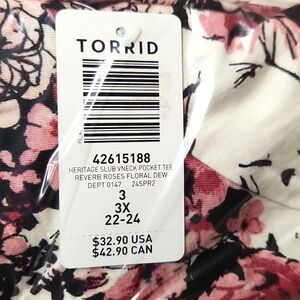 TORRID
42615188
HERITAGE SLUB VNECK POCKET TEE
REVERB ROSES FLORAL DEW
DEPT 0147 24SPR2
3
3X
22-24
$32.90 USA
$42.90 CAN